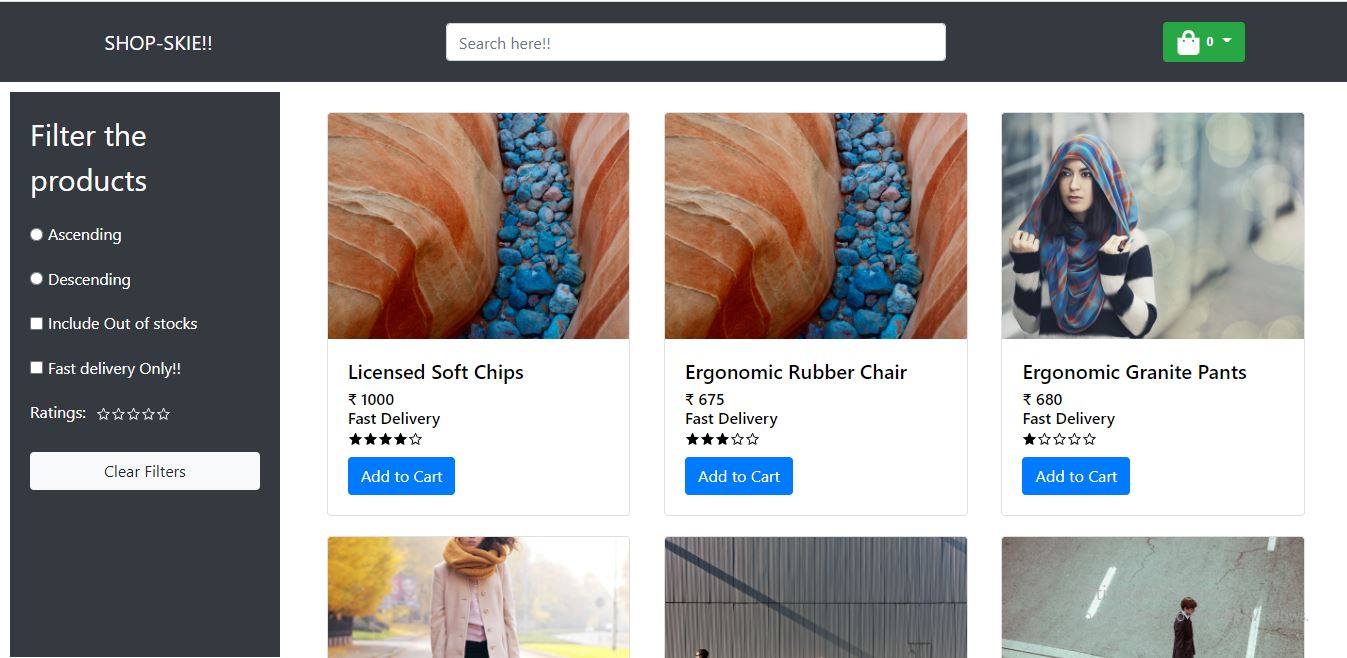 SHOP-SKIE!!
Search here!!
0
Filter the
products
Ascending
Descending
Include Out of stocks
Fast delivery Only!!
Ratings:
Clear Filters
Licensed Soft Chips
₹ 1000
Fast Delivery
Add to Cart
Ergonomic Rubber Chair
₹ 675
Fast Delivery
Add to Cart
Ergonomic Granite Pants
₹ 680
Fast Delivery
Add to Cart